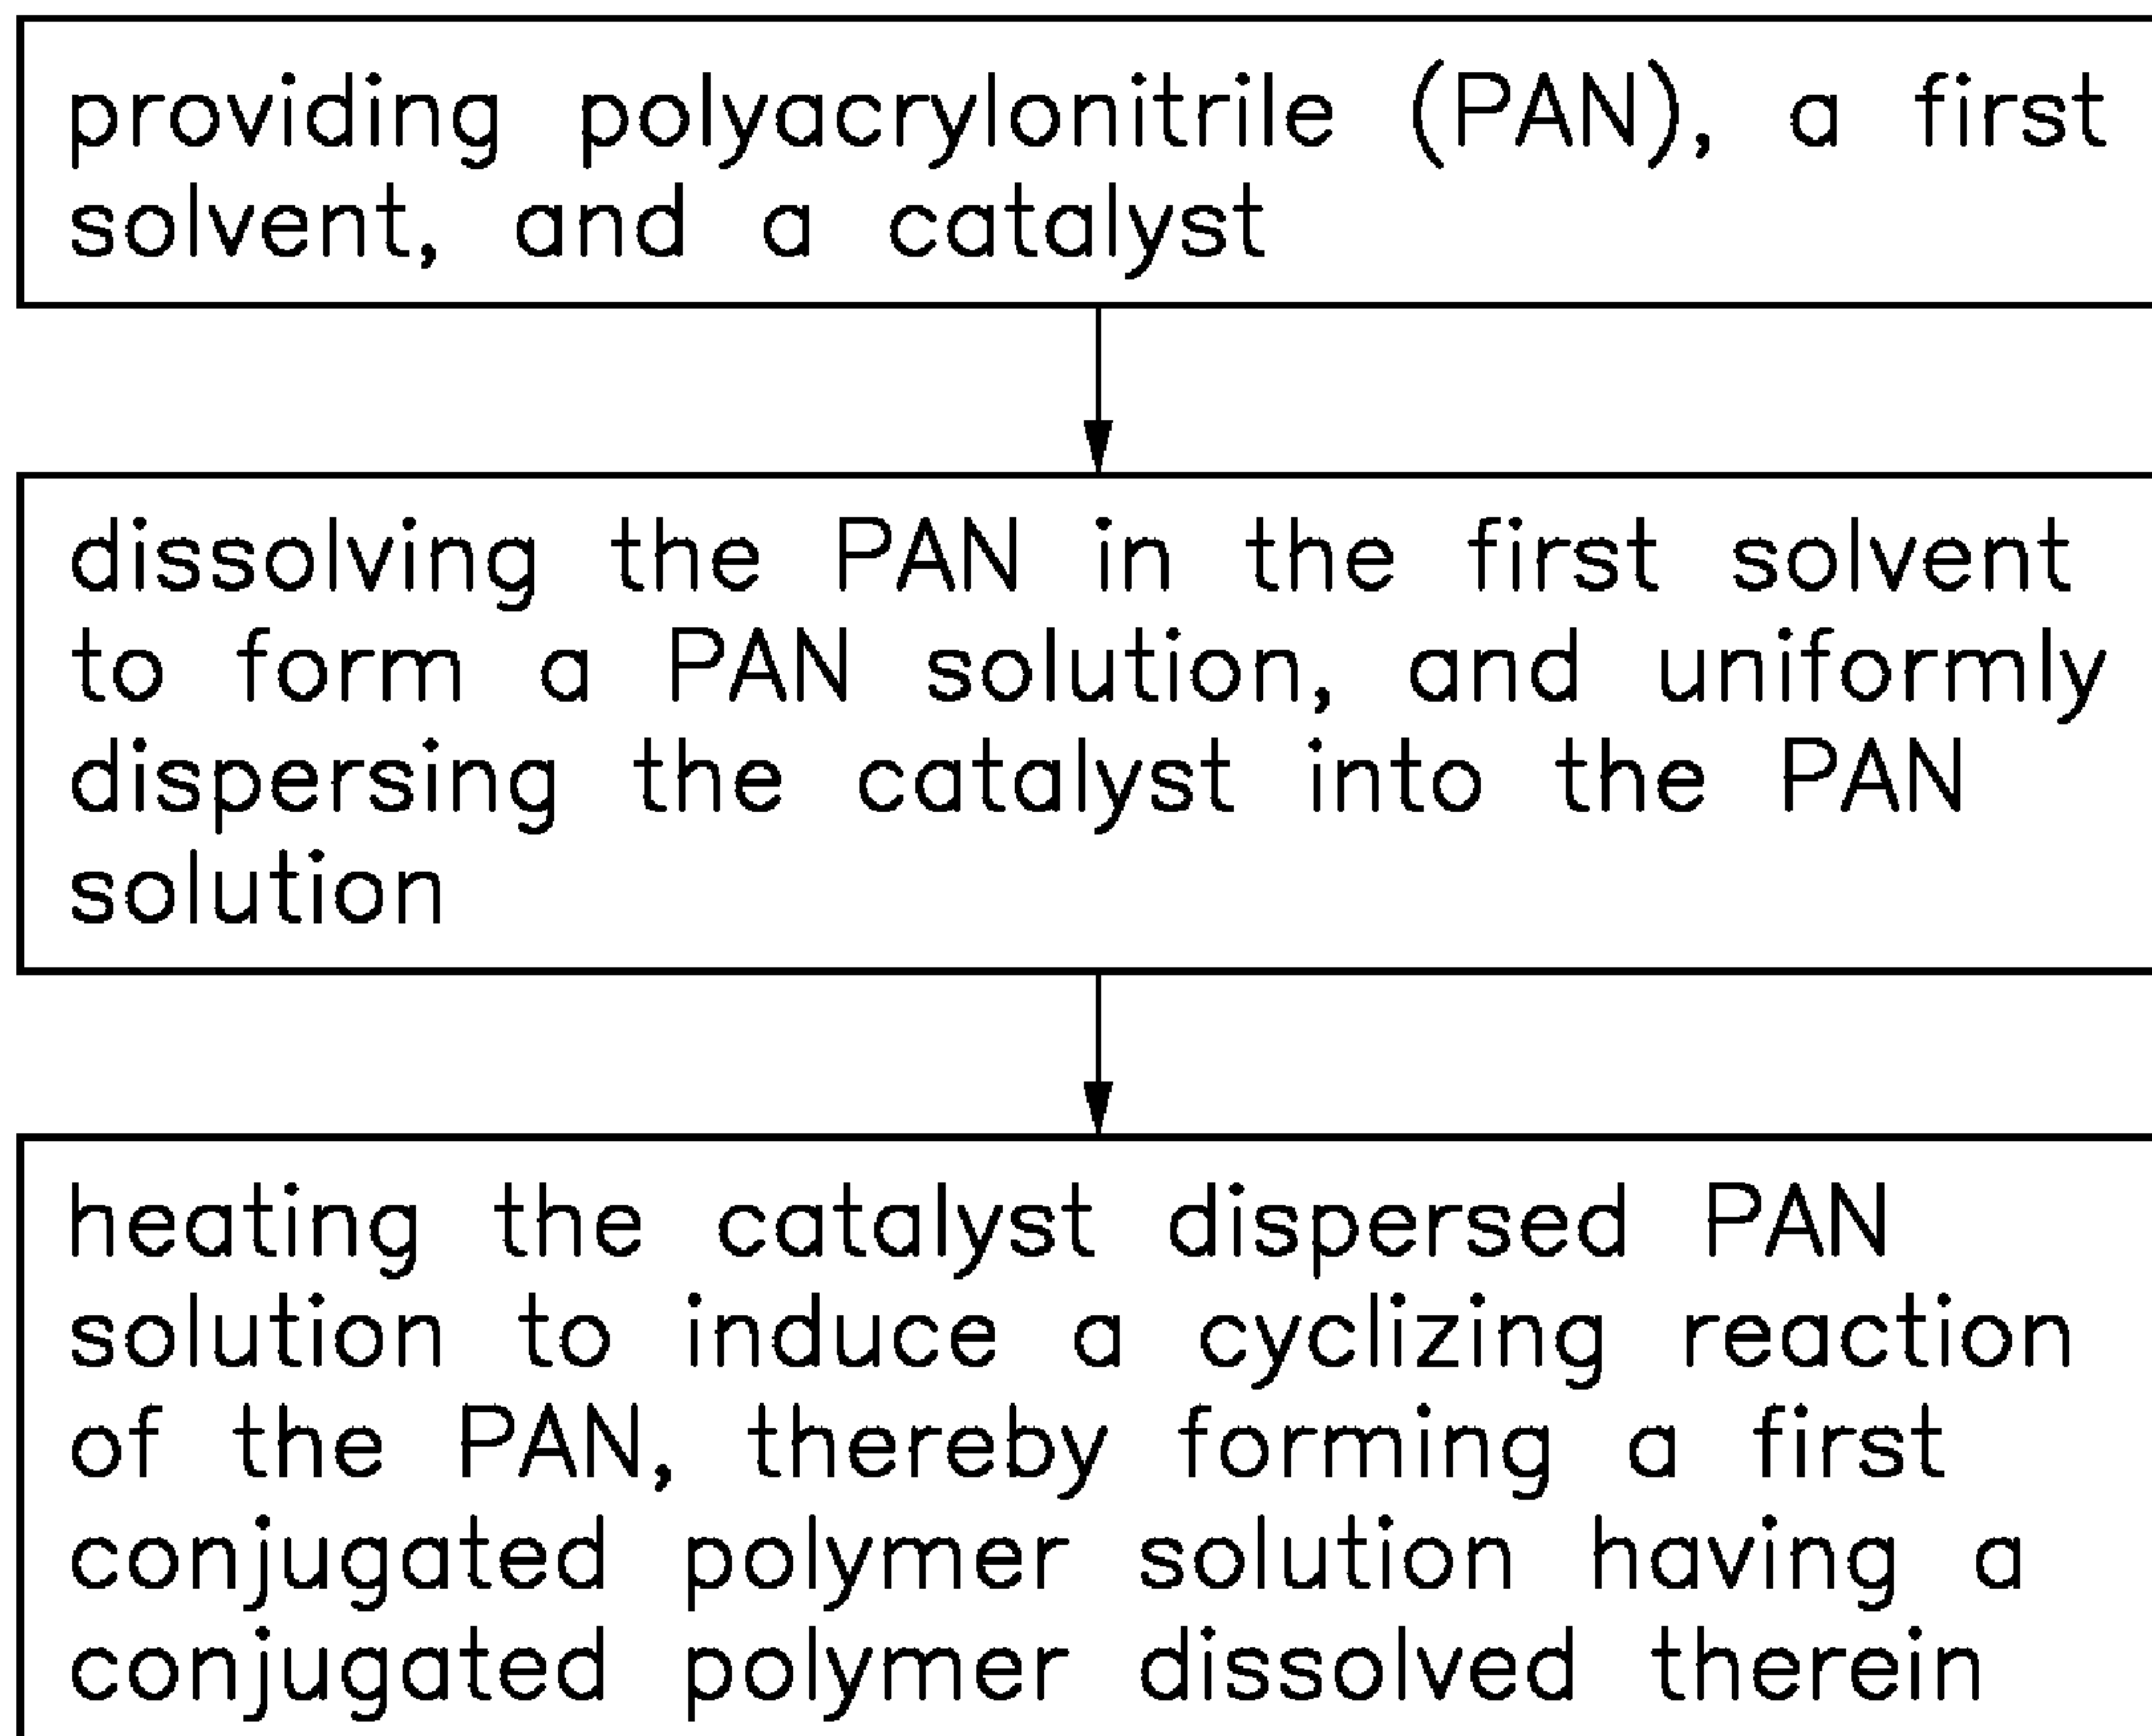 providing polyacrylonitrile (PAN), a first
solvent, and a catalyst
dissolving the PAN in the first solvent
to form a PAN solution, and uniformly
dispersing the catalyst into the PAN
solution
heating the catalyst dispersed PAN
solution to induce a cyclizing reaction
of the PAN, thereby forming a first
conjugated polymer solution having a
conjugated polymer dissolved therein